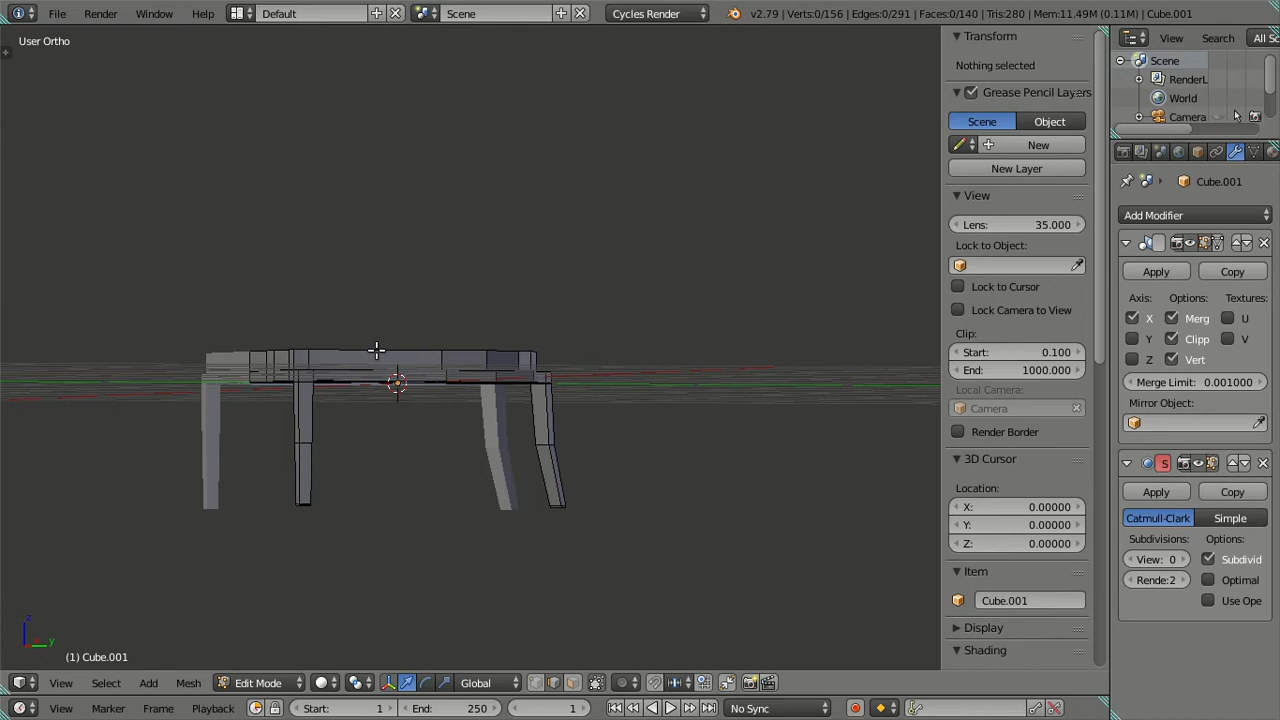 File Render Window Help Default Scene Cycles Render v2.79 | Verts:0/156 | Edges:0/291 | Faces:0/140 | Tris:280 | Mem:11.49M (0.11M) | Cube.001
User Ortho
Transform
Nothing selected
Grease Pencil Layers
Scene Object
New
New Layer
View
Lens: 35.000
Lock to Object:
Lock to Cursor
Lock Camera to View
Clip:
Start: 0.100
End: 1000.000
Local Camera:
Camera
Render Border
3D Cursor
Location:
X: 0.00000
Y: 0.00000
Z: 0.00000
Item
Cube.001
Display
Shading
View Search All Sc
Scene
RenderL
World
Camera
Cube.001
Add Modifier
Apply Copy
Axis: Options: Textures:
X Merg U
Y Clipp V
Z Vert
Merge Limit: 0.001000
Mirror Object:
S
Apply Copy
Catmull-Clark Simple
Subdivisions: Options:
View: 0 Subdivid
Rende:2 Optimal
Use Ope
z
y
(1) Cube.001
View Select Add Mesh Edit Mode Global
View Marker Frame Playback Start: 1 End: 250 1 No Sync